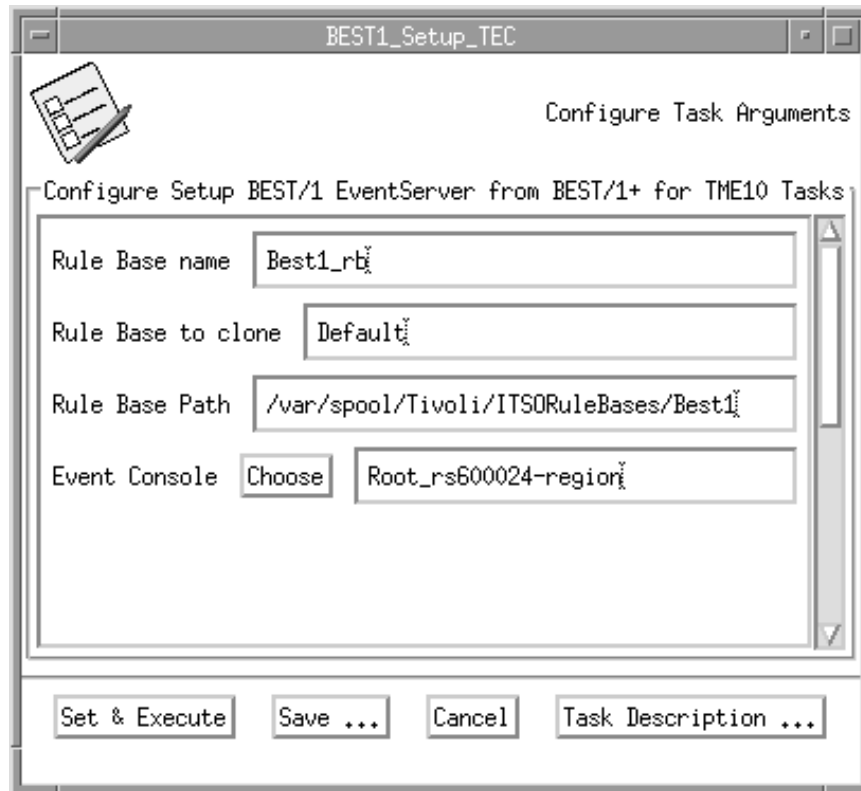 BEST1_Setup_TEC
Configure Task Arguments
Configure Setup BEST/1 EventServer from BEST/1+ for TME10 Tasks
Rule Base name Best1_rb
Rule Base to clone Default
Rule Base Path /var/spool/Tivoli/ITSORuleBases/Best1
Event Console Choose Root_rs600024-region
Set & Execute Save ... Cancel Task Description ...